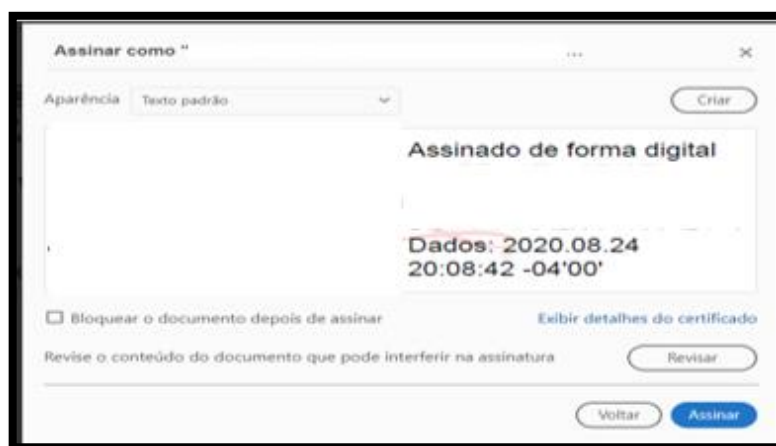 Assinar como "
...
×
Aparência Texto padrão
Criar
Assinado de forma digital
Dados: 2020.08.24
20:08:42 -04'00'
Bloquear o documento depois de assinar
Exibir detalhes do certificado
Revise o conteúdo do documento que pode interferir na assinatura
Revisar
Voltar
Assinar